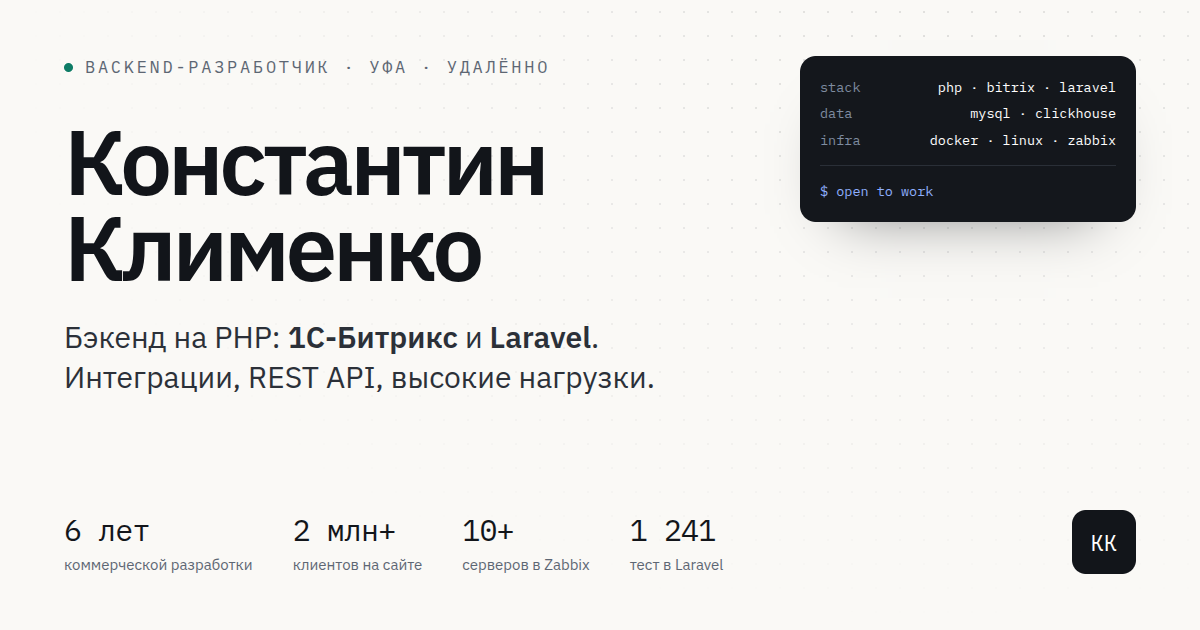 BACKEND-РАЗРАБОТЧИК · УФА · УДАЛЁННО
Константин
Клименко
Бэкенд на PHP: 1С-Битрикс и Laravel.
Интеграции, REST API, высокие нагрузки.
stack php · bitrix · laravel
data mysql · clickhouse
infra docker · linux · zabbix
$ open to work
6 лет
коммерческой разработки
2 млн+
клиентов на сайте
10+
серверов в Zabbix
1 241
тест в Laravel
КК